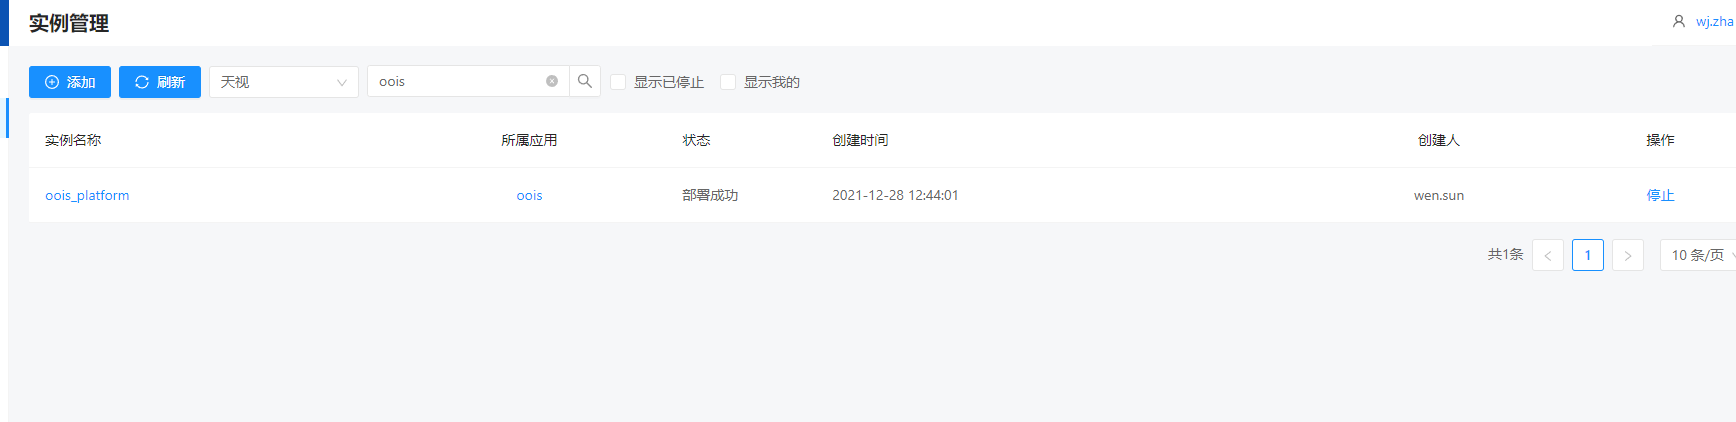 实例管理
wj.zha
添加 刷新 天视 oois 显示已停止 显示我的
实例名称 所属应用 状态 创建时间 创建人 操作
oois_platform oois 部署成功 2021-12-28 12:44:01 wen.sun 停止
共1条 1 10 条/页